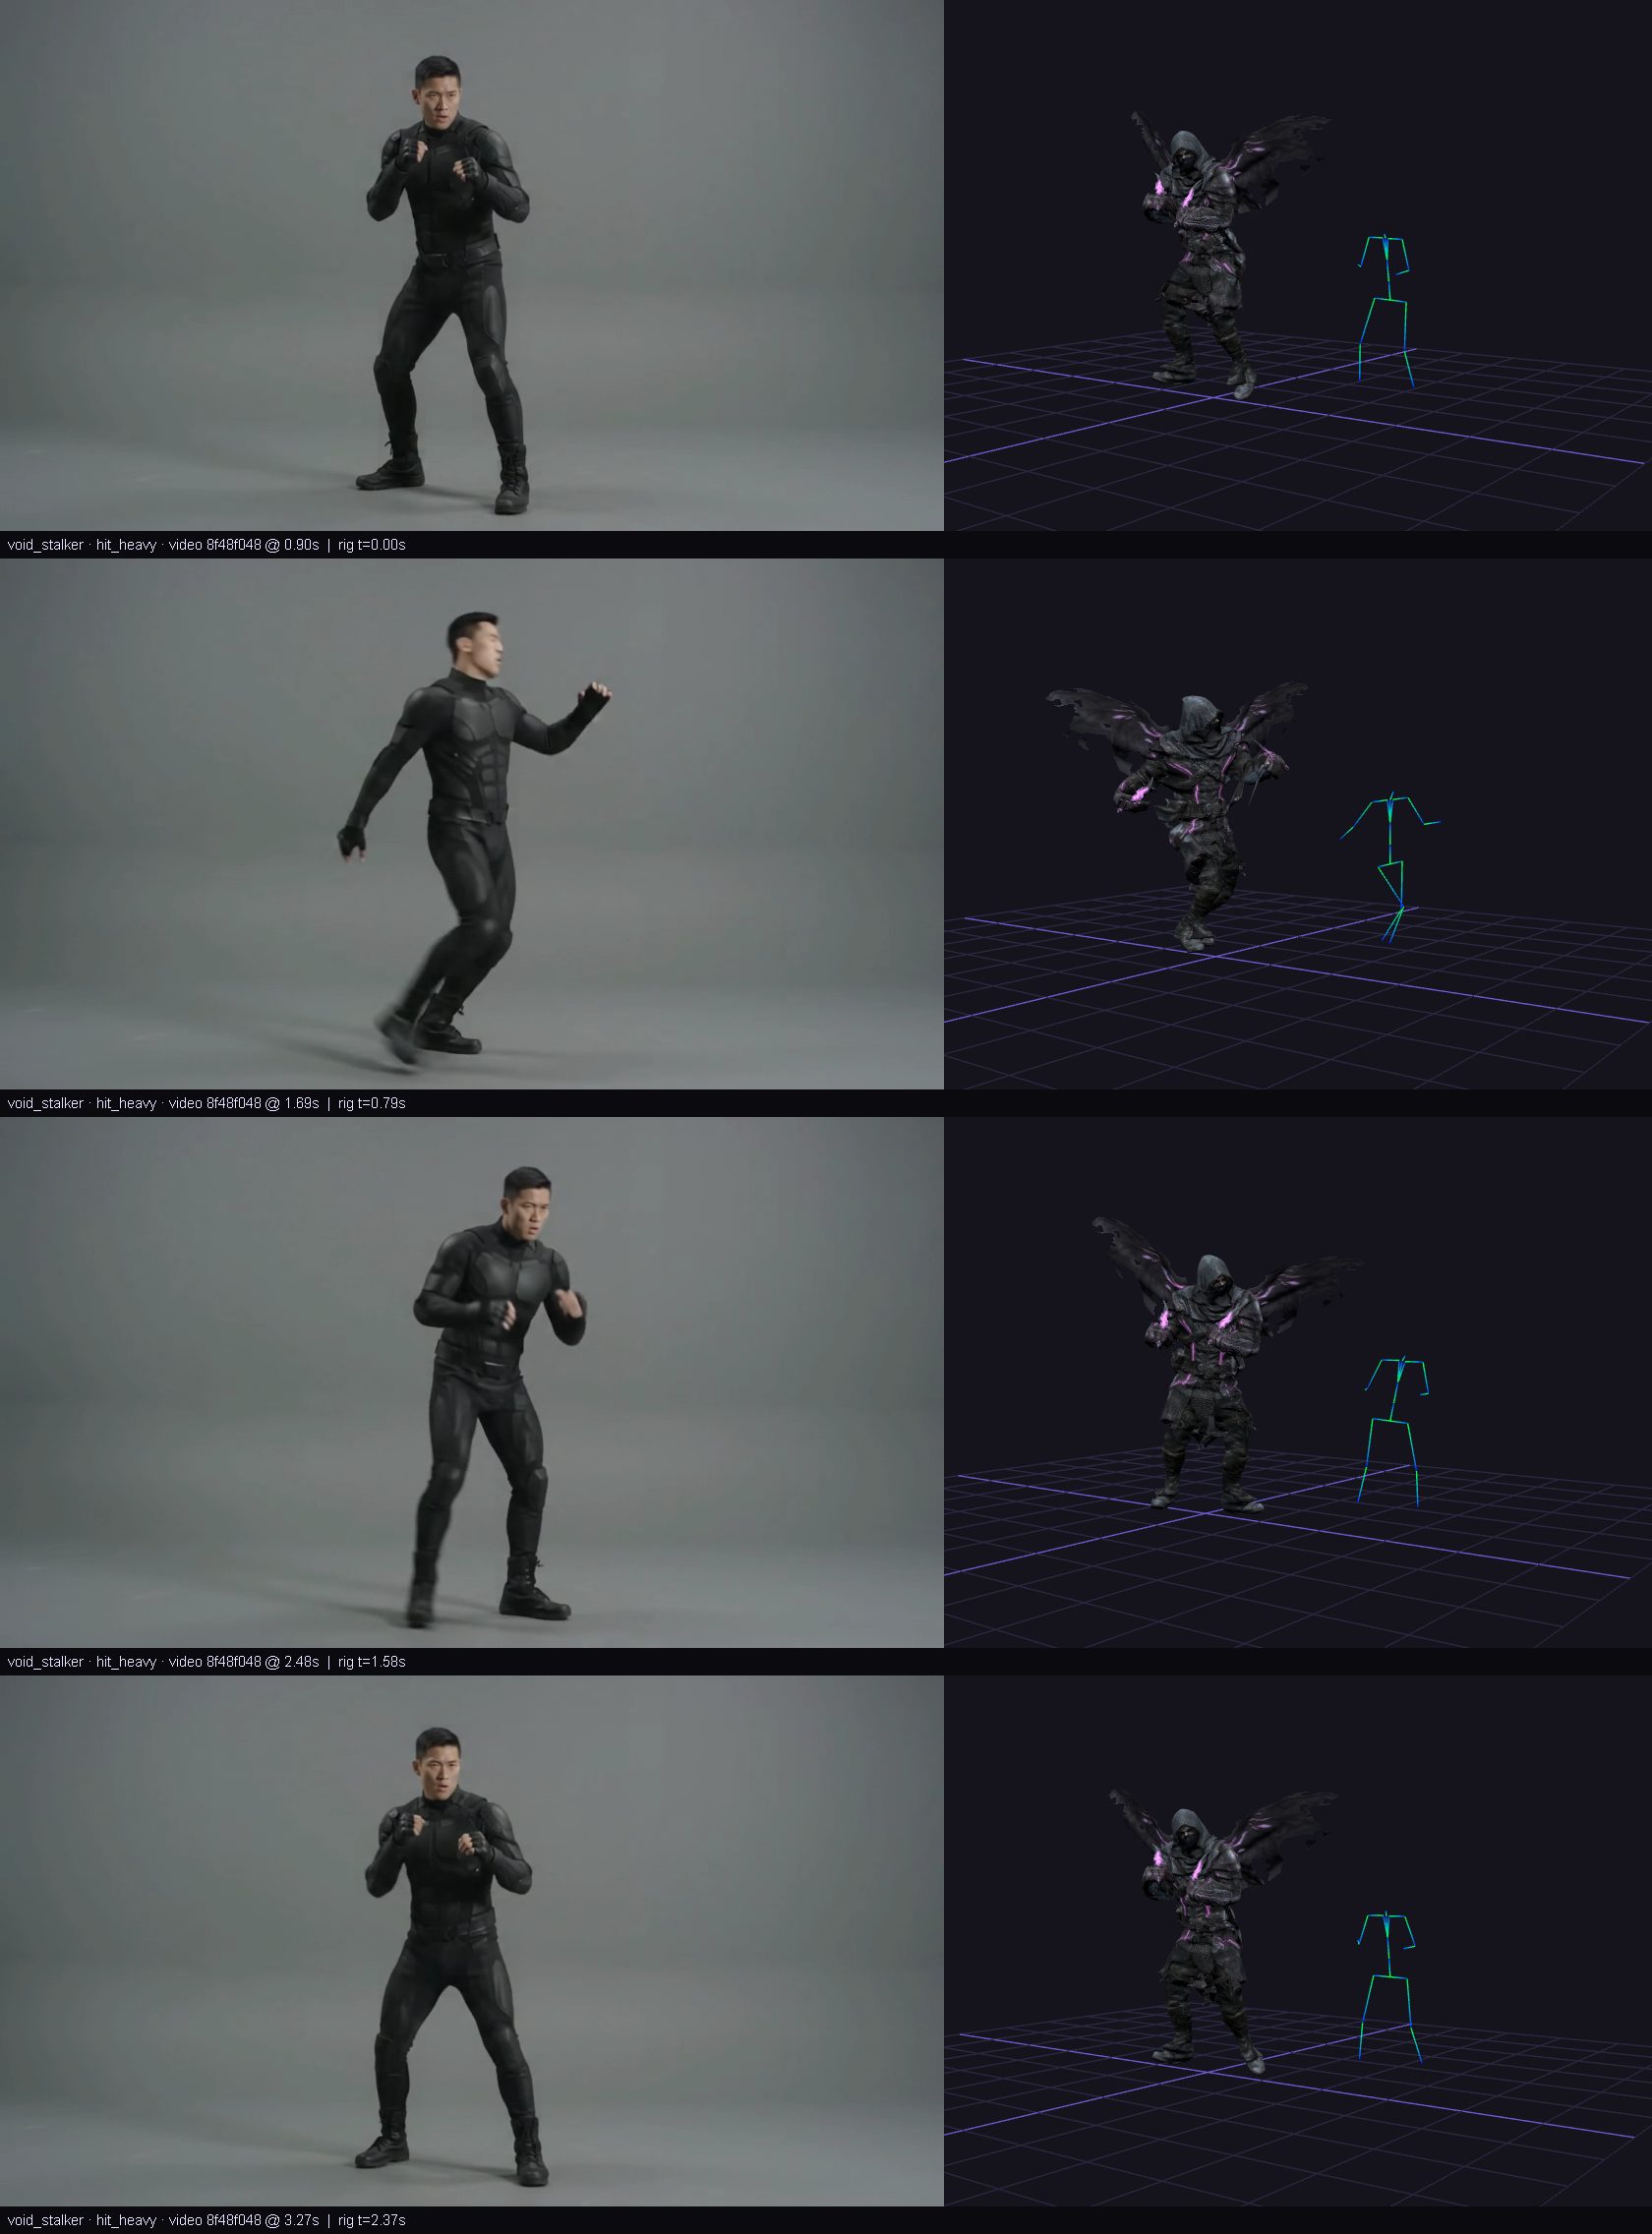 void_stalker · hit_heavy · video 8f48f048 @ 0.90s | rig t=0.00s
void_stalker · hit_heavy · video 8f48f048 @ 1.69s | rig t=0.79s
void_stalker · hit_heavy · video 8f48f048 @ 2.48s | rig t=1.58s
void_stalker · hit_heavy · video 8f48f048 @ 3.27s | rig t=2.37s